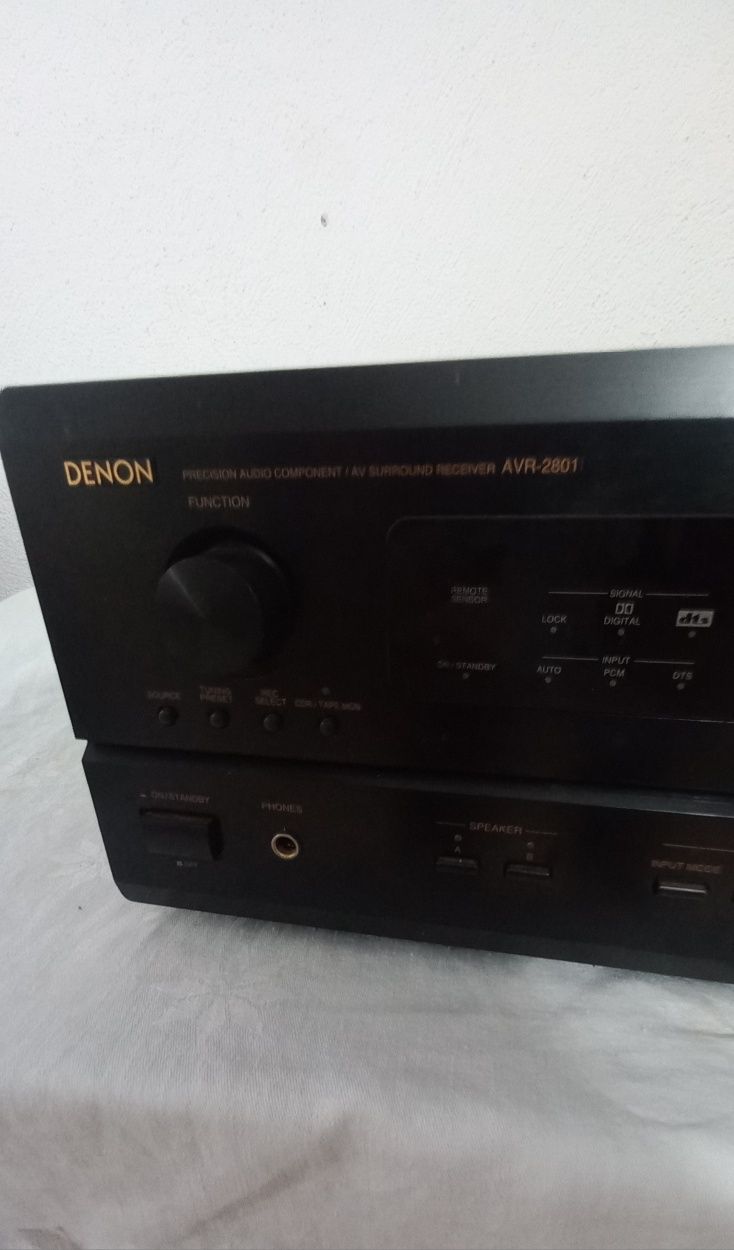 DENON PRECISION AUDIO COMPONENT / AV SURROUND RECEIVER AVR-2801
FUNCTION
REMOTE SENSOR
SIGNAL
LOCK DIGITAL dts
ON / STANDBY
INPUT
AUTO PCM DTS
SOURCE TUNING PRESET REC SELECT CDR / TAPE MON
ON/STANDBY
OFF
PHONES
SPEAKER
A B
INPUT MODE